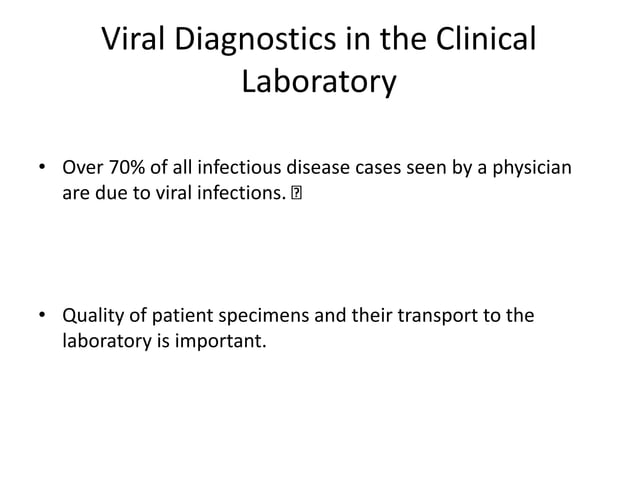 Viral Diagnostics in the Clinical
Laboratory
• Over 70% of all infectious disease cases seen by a physician
are due to viral infections. �
• Quality of patient specimens and their transport to the
laboratory is important.